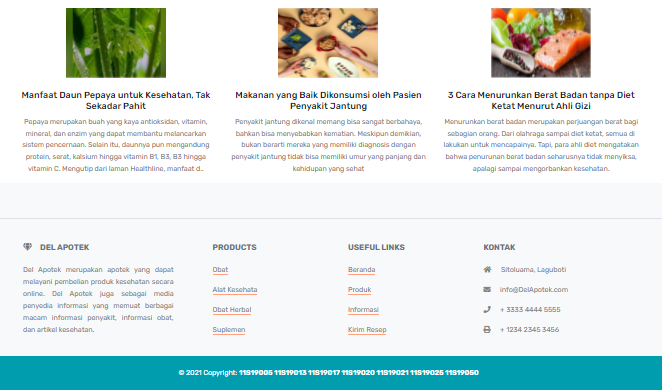 Manfaat Daun Pepaya untuk Kesehatan, Tak
Sekadar Pahit
Pepaya merupakan buah yang kaya antioksidan, vitamin,
mineral, dan enzim yang dapat membantu melancarkan
sistem pencernaan. Selain itu, daunnya pun mengandung
protein, serat, kalsium hingga vitamin B1, B3, B3 hingga
vitamin C. Mengutip dari laman Healthline, manfaat d..
Makanan yang Baik Dikonsumsi oleh Pasien
Penyakit Jantung
Penyakit jantung dikenal memang bisa sangat berbahaya,
bahkan bisa menyebabkan kematian. Meskipun demikian,
bukan berarti mereka yang memiliki diagnosis dengan
penyakit jantung tidak bisa memiliki umur yang panjang dan
kehidupan yang sehat
3 Cara Menurunkan Berat Badan tanpa Diet
Ketat Menurut Ahli Gizi
Menurunkan berat badan merupakan perjuangan berat bagi
sebagian orang. Dari olahraga sampai diet ketat, semua di
lakukan untuk mencapainya. Tapi, para ahli diet mengatakan
bahwa penurunan berat badan seharusnya tidak menyiksa,
apalagi sampai mengorbankan kesehatan.
DEL APOTEK
Del Apotek merupakan apotek yang dapat
melayani pembelian produk kesehatan secara
online. Del Apotek juga sebagai media
penyedia informasi yang memuat berbagai
macam informasi penyakit, informasi obat,
dan artikel kesehatan.
PRODUCTS
Obat
Alat Kesehata
Obat Herbal
Suplemen
USEFUL LINKS
Beranda
Produk
Informasi
Kirim Resep
KONTAK
Sitoluama, Laguboti
info@DelApotek.com
+ 3333 4444 5555
+ 1234 2345 3456
© 2021 Copyright: 11S19005 11S19013 11S19017 11S19020 11S19021 11S19025 11S19050